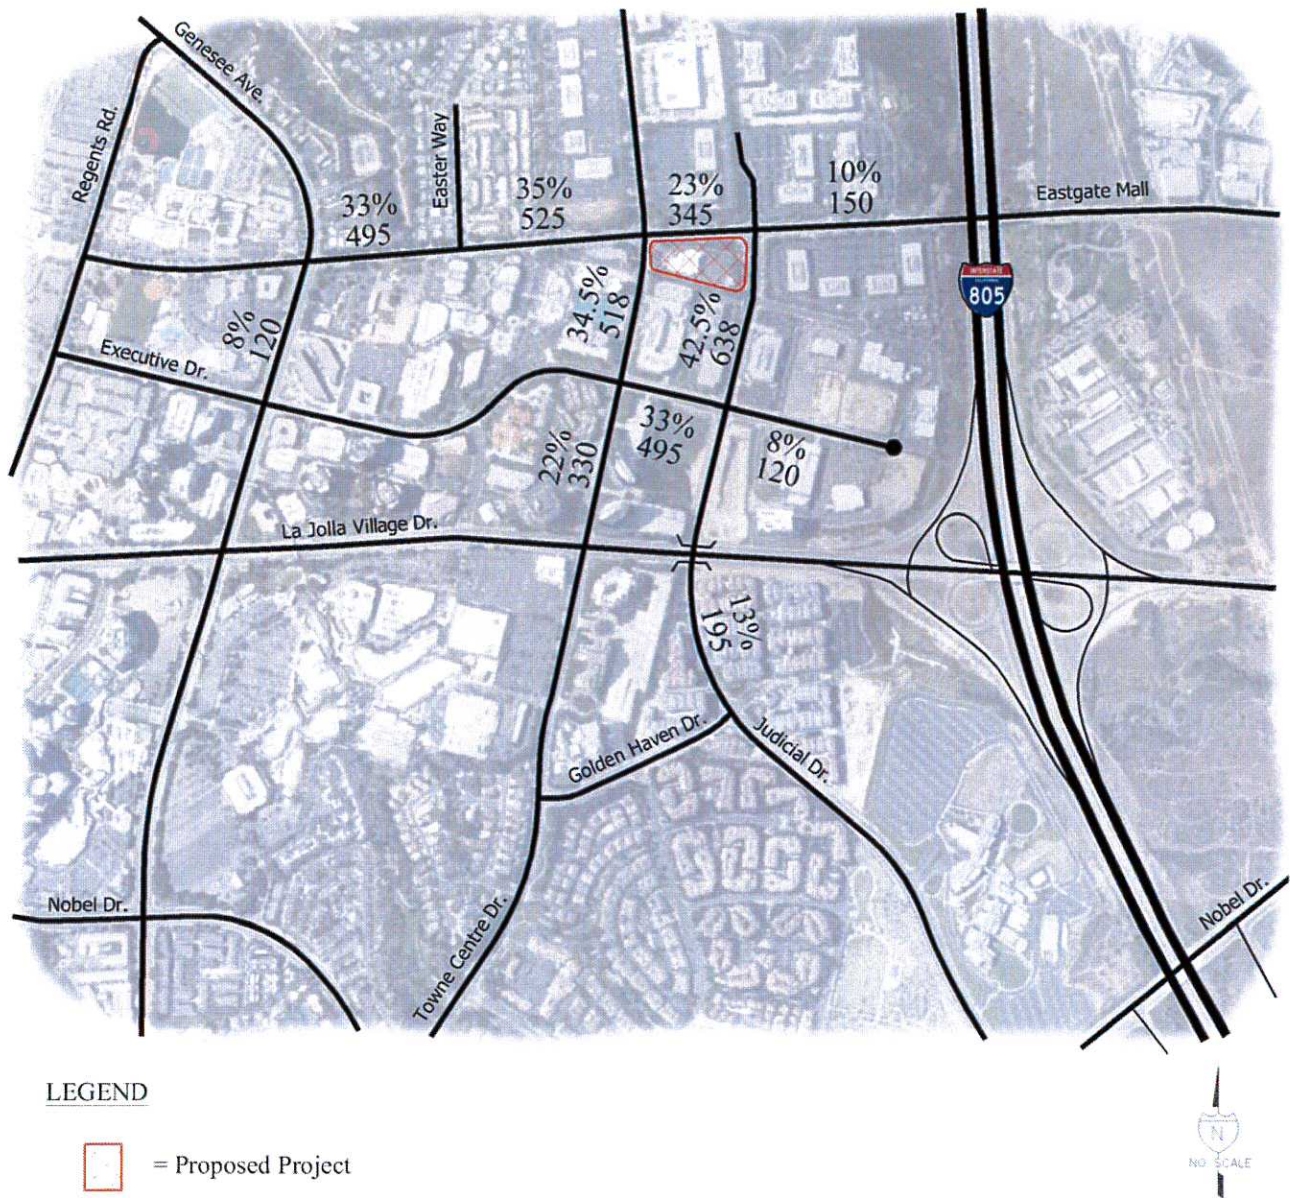 Genesee Ave.
Regents Rd.
Easter Way
33%
495
35%
525
23%
345
10%
150
Eastgate Mall
INTERSTATE
CALIFORNIA
805
8%
120
34.5%
518
42.5%
638
Executive Dr.
22%
330
33%
495
8%
120
La Jolla Village Dr.
13%
195
Golden Haven Dr.
Judicial Dr.
Nobel Dr.
Towne Centre Dr.
Nobel Dr.
LEGEND
= Proposed Project
N
NO SCALE